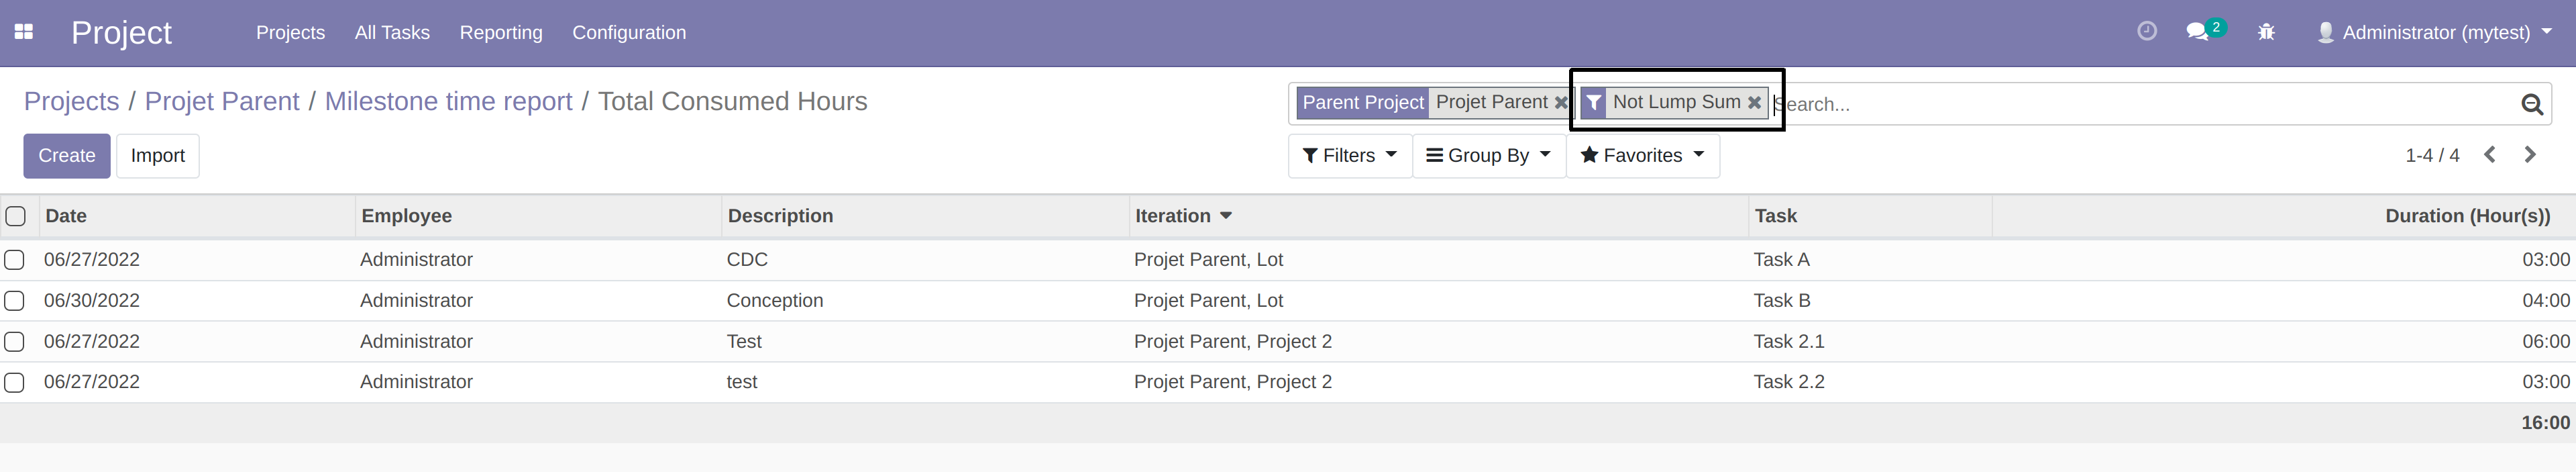 Project Projects All Tasks Reporting Configuration 2 Administrator (mytest)
Projects / Projet Parent / Milestone time report / Total Consumed Hours
Parent Project Projet Parent Not Lump Sum Search...
Create Import Filters Group By Favorites 1-4 / 4
Date Employee Description Iteration Task Duration (Hour(s))
06/27/2022 Administrator CDC Projet Parent, Lot Task A 03:00
06/30/2022 Administrator Conception Projet Parent, Lot Task B 04:00
06/27/2022 Administrator Test Projet Parent, Project 2 Task 2.1 06:00
06/27/2022 Administrator test Projet Parent, Project 2 Task 2.2 03:00
16:00